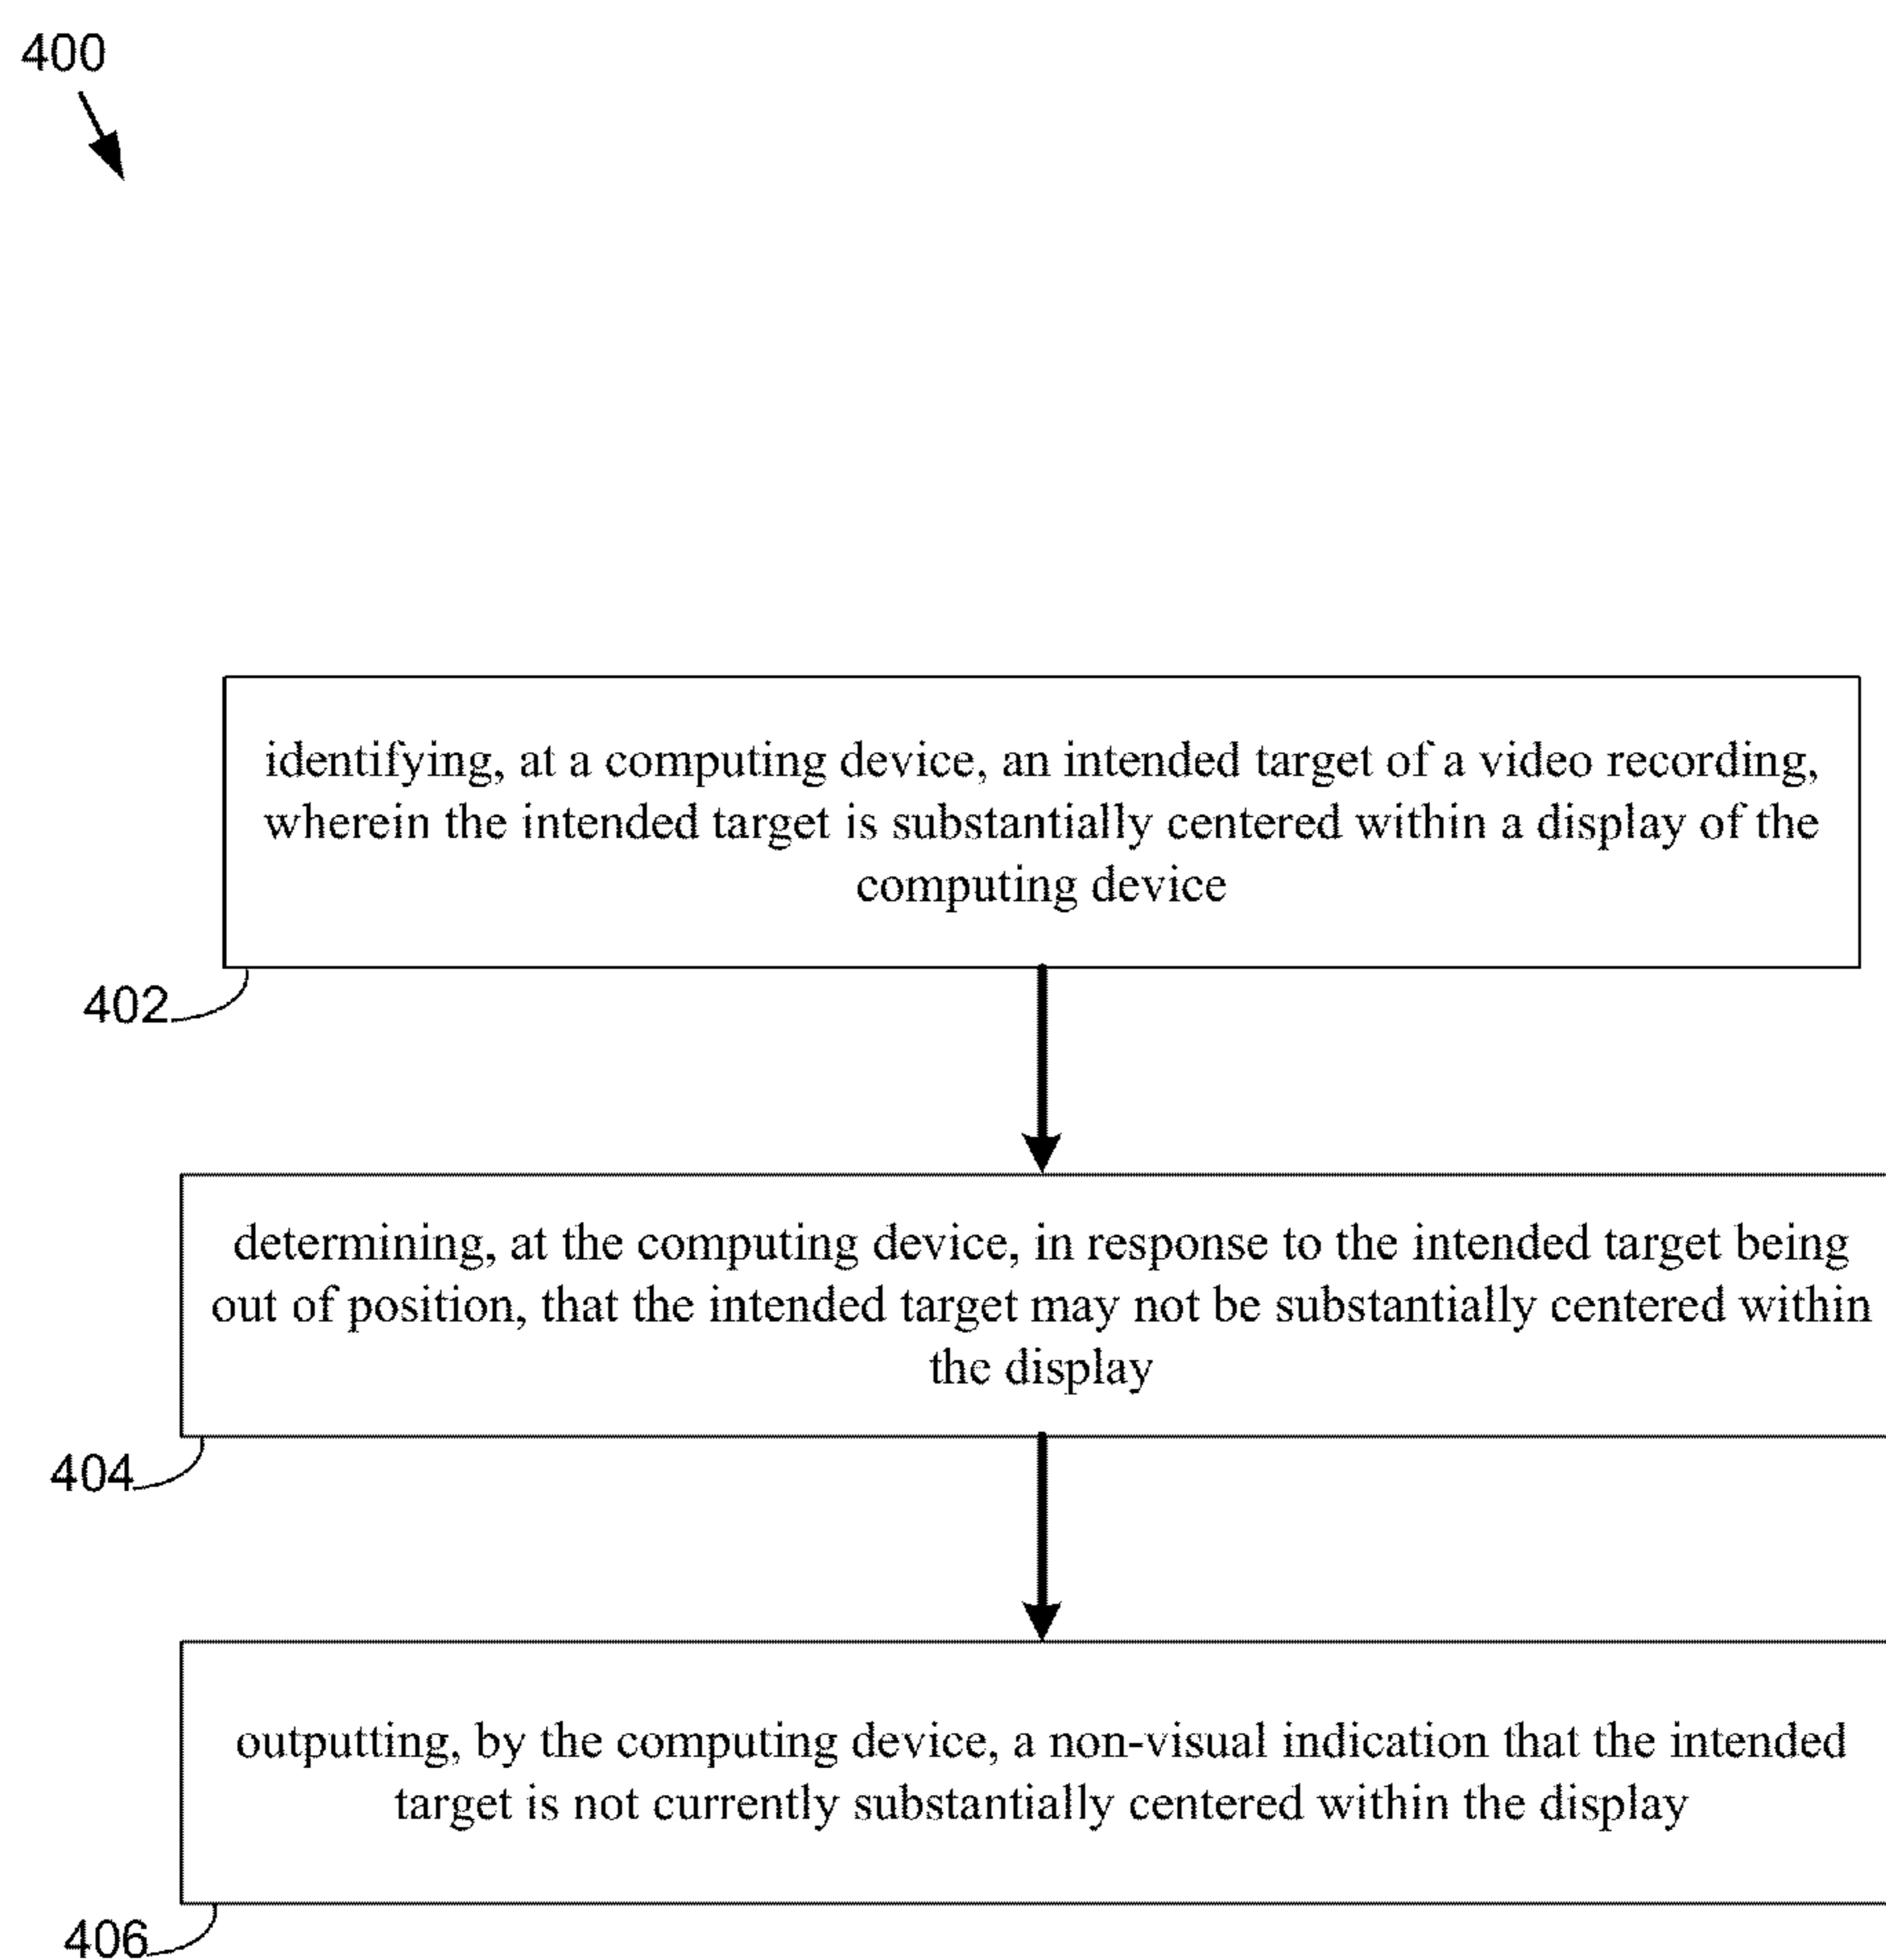 400
identifying, at a computing device, an intended target of a video recording,
wherein the intended target is substantially centered within a display of the
computing device
402
determining, at the computing device, in response to the intended target being
out of position, that the intended target may not be substantially centered within
the display
404
outputting, by the computing device, a non-visual indication that the intended
target is not currently substantially centered within the display
406